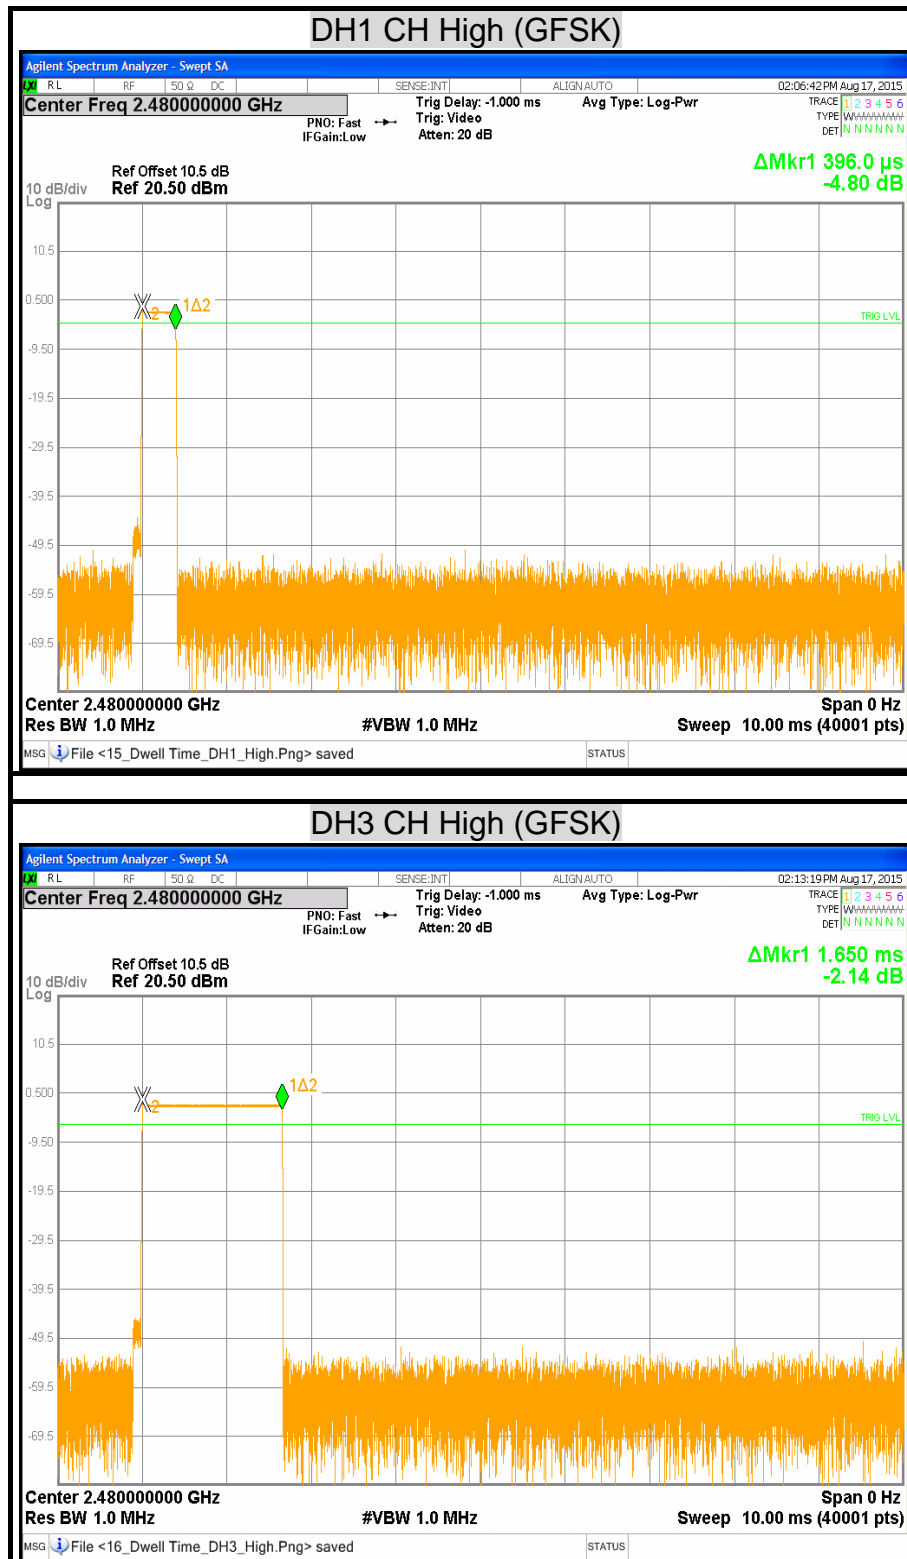 DH1 CH High (GFSK)
Agilent Spectrum Analyzer - Swept SA
LXI RL RF 50 Ω DC SENSE:INT ALIGN AUTO 02:06:42 PM Aug 17, 2015
Center Freq 2.480000000 GHz Trig Delay: -1.000 ms Avg Type: Log-Pwr TRACE 1 2 3 4 5 6
PNO: Fast Trig: Video TYPE
IFGain:Low Atten: 20 dB DET N N N N N N
ΔMkr1 396.0 µs
Ref Offset 10.5 dB
10 dB/div Ref 20.50 dBm -4.80 dB
Log
10.5
0.500
2 1Δ2
TRIG LVL
-9.50
-19.5
-29.5
-39.5
-49.5
-59.5
-69.5
Center 2.480000000 GHz Span 0 Hz
Res BW 1.0 MHz #VBW 1.0 MHz Sweep 10.00 ms (40001 pts)
MSG File <15_Dwell Time_DH1_High.Png> saved STATUS
DH3 CH High (GFSK)
Agilent Spectrum Analyzer - Swept SA
LXI RL RF 50 Ω DC SENSE:INT ALIGN AUTO 02:13:19 PM Aug 17, 2015
Center Freq 2.480000000 GHz Trig Delay: -1.000 ms Avg Type: Log-Pwr TRACE 1 2 3 4 5 6
PNO: Fast Trig: Video TYPE
IFGain:Low Atten: 20 dB DET N N N N N N
ΔMkr1 1.650 ms
Ref Offset 10.5 dB
10 dB/div Ref 20.50 dBm -2.14 dB
Log
10.5
0.500
2 1Δ2
TRIG LVL
-9.50
-19.5
-29.5
-39.5
-49.5
-59.5
-69.5
Center 2.480000000 GHz Span 0 Hz
Res BW 1.0 MHz #VBW 1.0 MHz Sweep 10.00 ms (40001 pts)
MSG File <16_Dwell Time_DH3_High.Png> saved STATUS